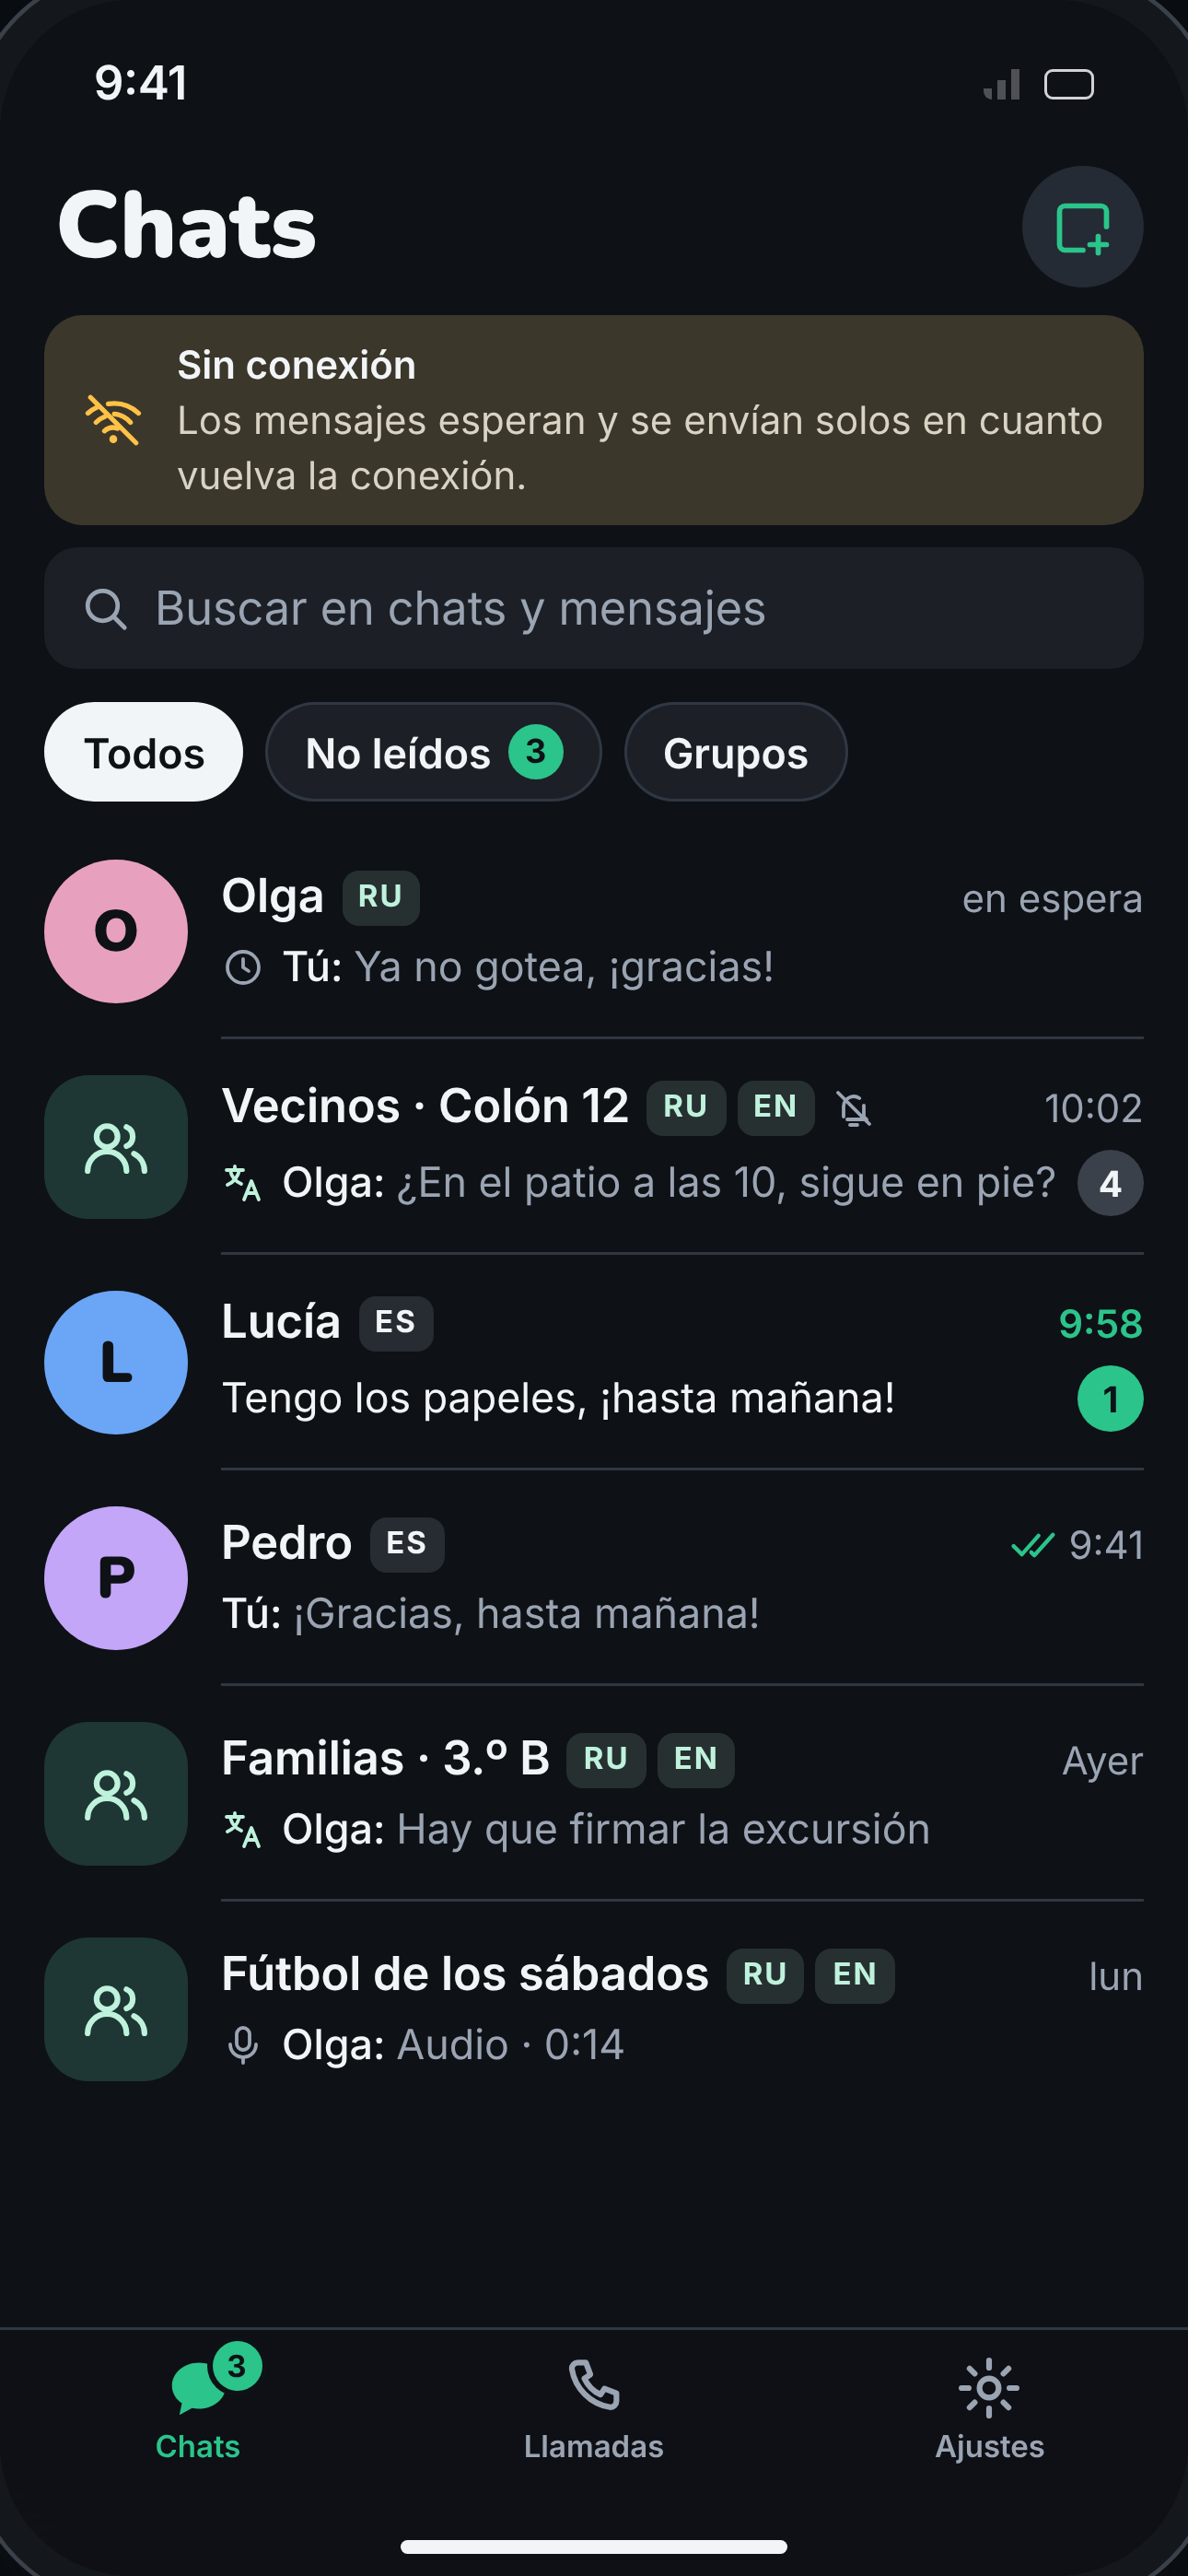 9:41
Chats
Sin conexión
Los mensajes esperan y se envían solos en cuanto
vuelva la conexión.
Buscar en chats y mensajes
Todos
No leídos 3
Grupos
O
Olga RU en espera
Tú: Ya no gotea, ¡gracias!
Vecinos · Colón 12 RU EN 10:02
Olga: ¿En el patio a las 10, sigue en pie? 4
L
Lucía ES 9:58
Tengo los papeles, ¡hasta mañana! 1
P
Pedro ES 9:41
Tú: ¡Gracias, hasta mañana!
Familias · 3.º B RU EN Ayer
Olga: Hay que firmar la excursión
Fútbol de los sábados RU EN lun
Olga: Audio · 0:14
3
Chats Llamadas Ajustes